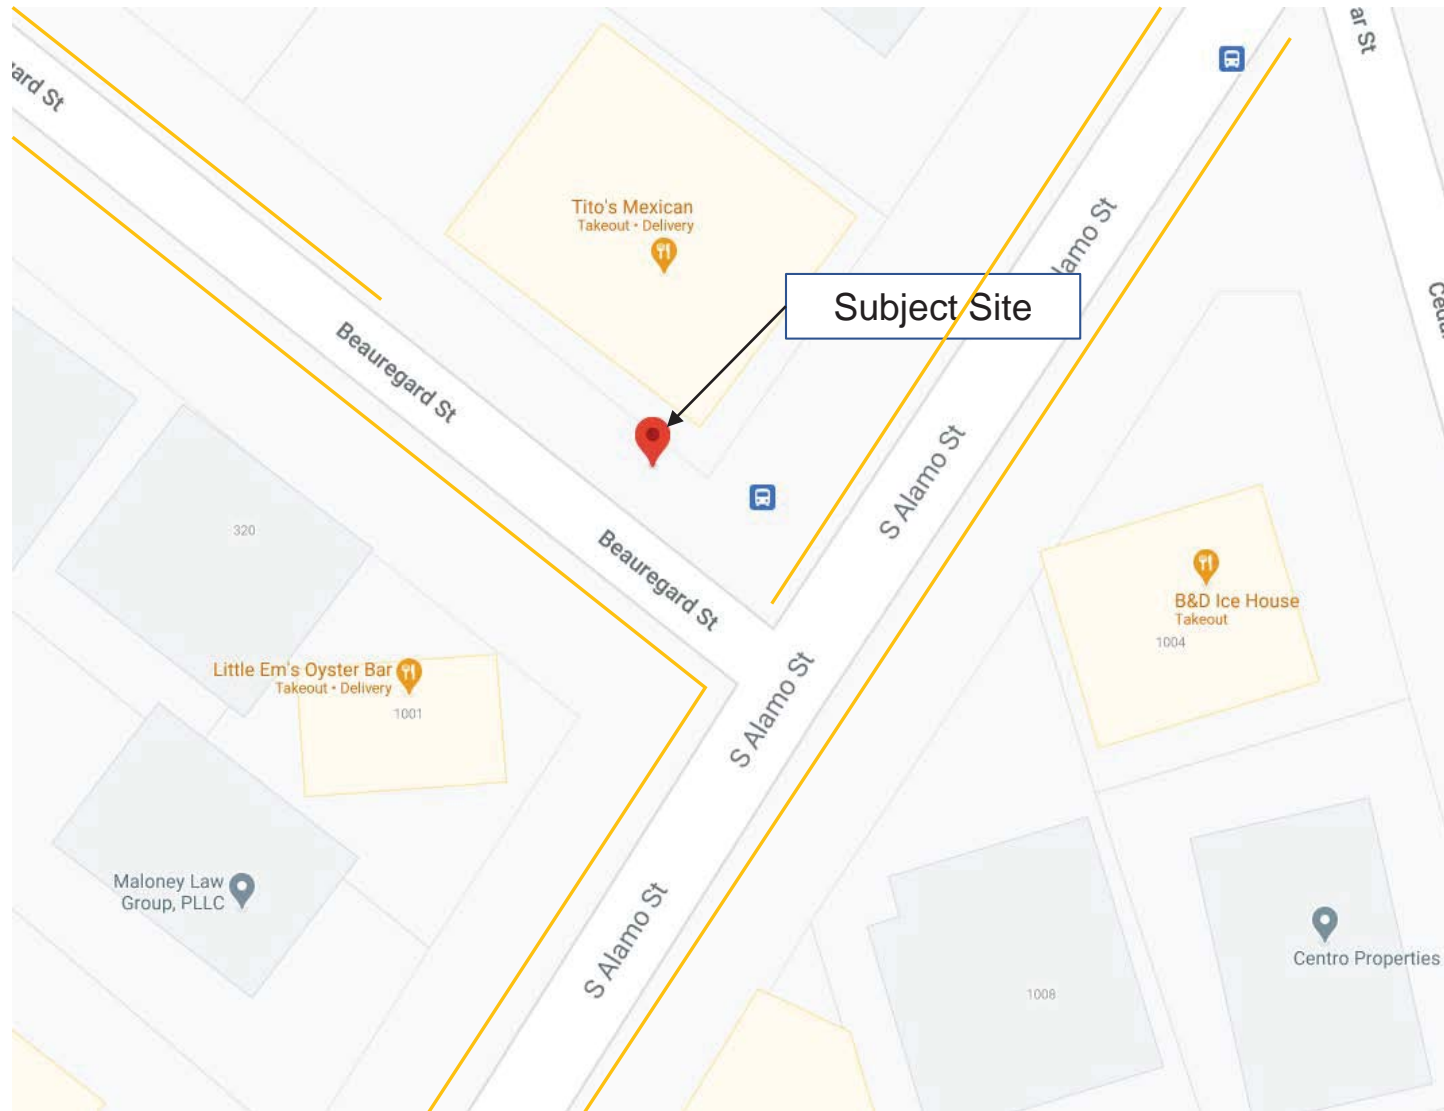 ar St
ard St
Tito's Mexican
Takeout • Delivery
lamo St
Subject Site
Beauregard St
S Alamo St
320
Beauregard St
B&D Ice House
Takeout
1004
Little Em's Oyster Bar
Takeout • Delivery
1001
S Alamo St
Maloney Law
Group, PLLC
S Alamo St
Centro Properties
1008